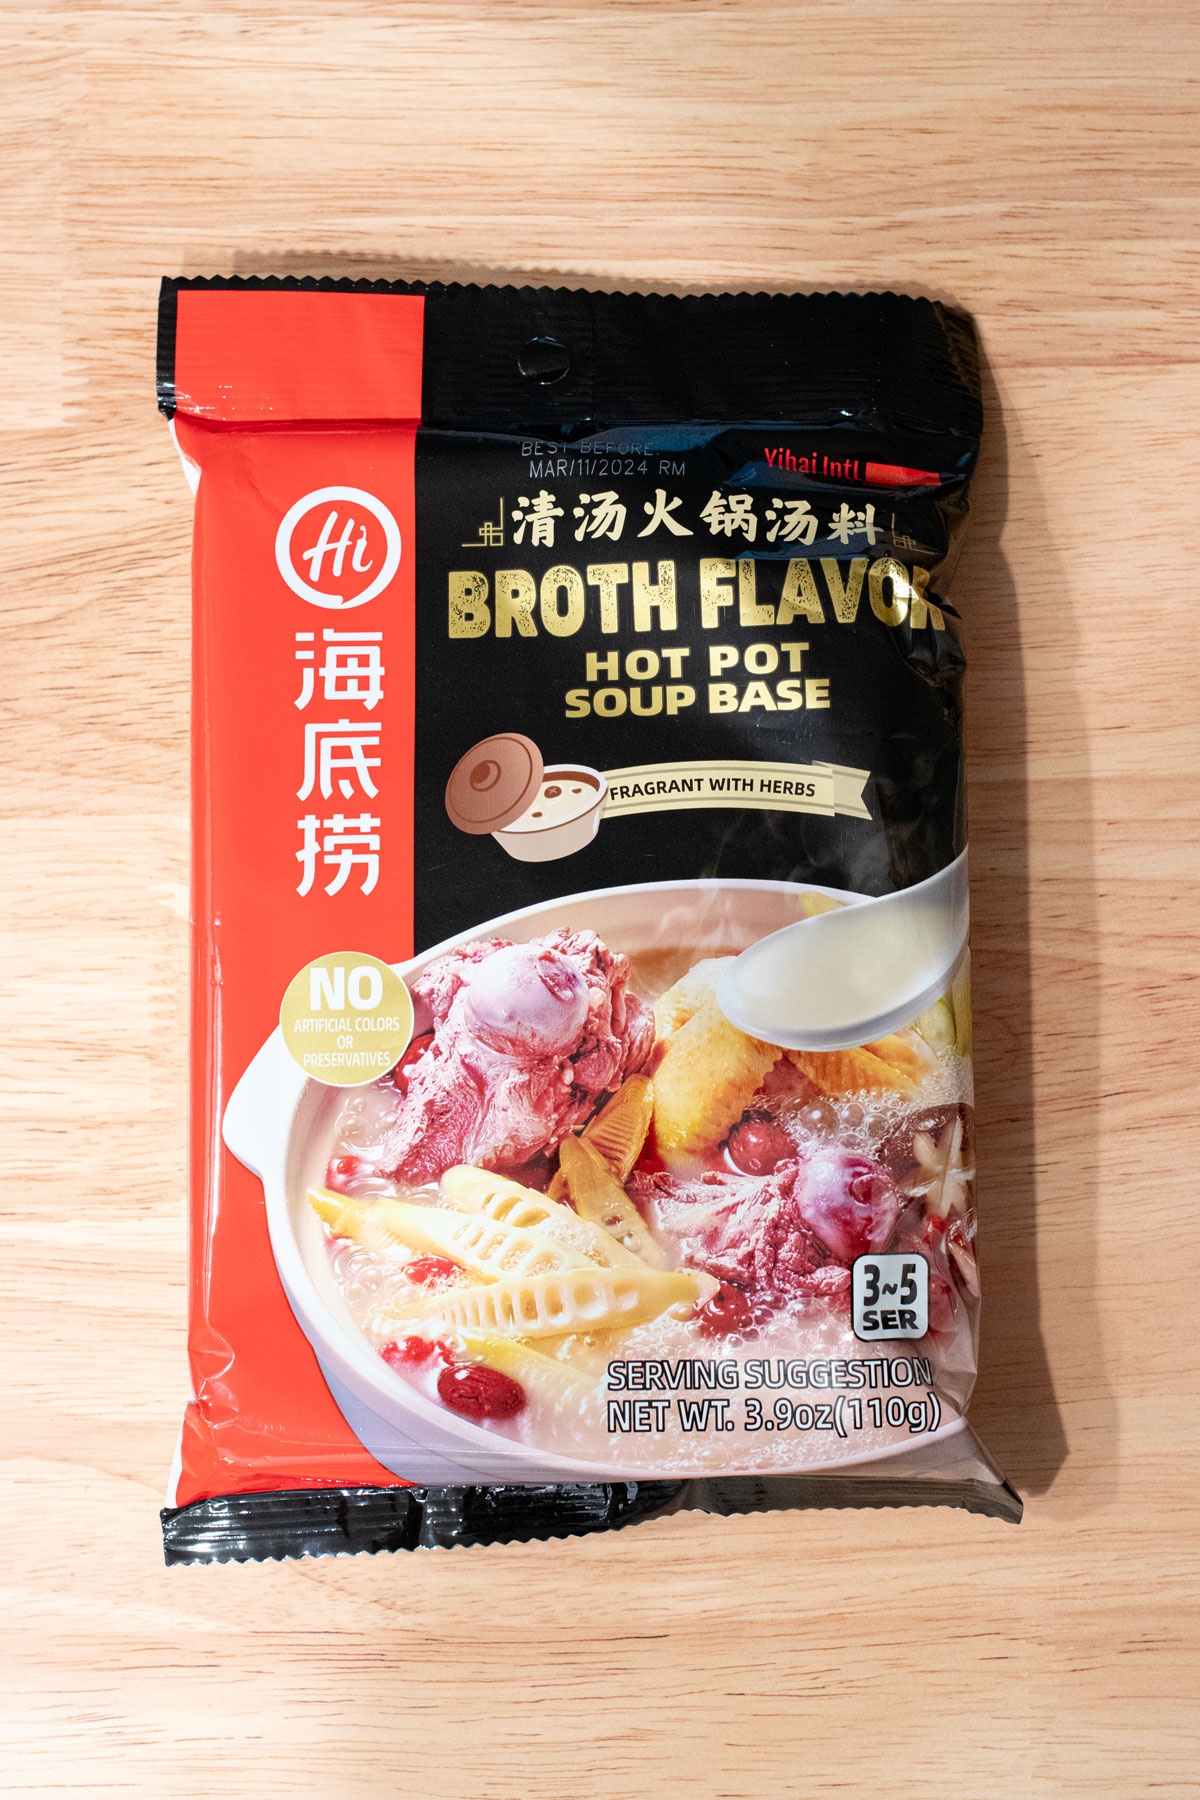 BEST BEFORE:
MAR/11/2024 RM
Yihai Intl
清汤火锅汤料
BROTH FLAVOR
HOT POT
SOUP BASE
FRAGRANT WITH HERBS
Hi
海底捞
NO
ARTIFICIAL COLORS
OR
PRESERVATIVES
3~5
SER
SERVING SUGGESTION
NET WT. 3.9oz(110g)